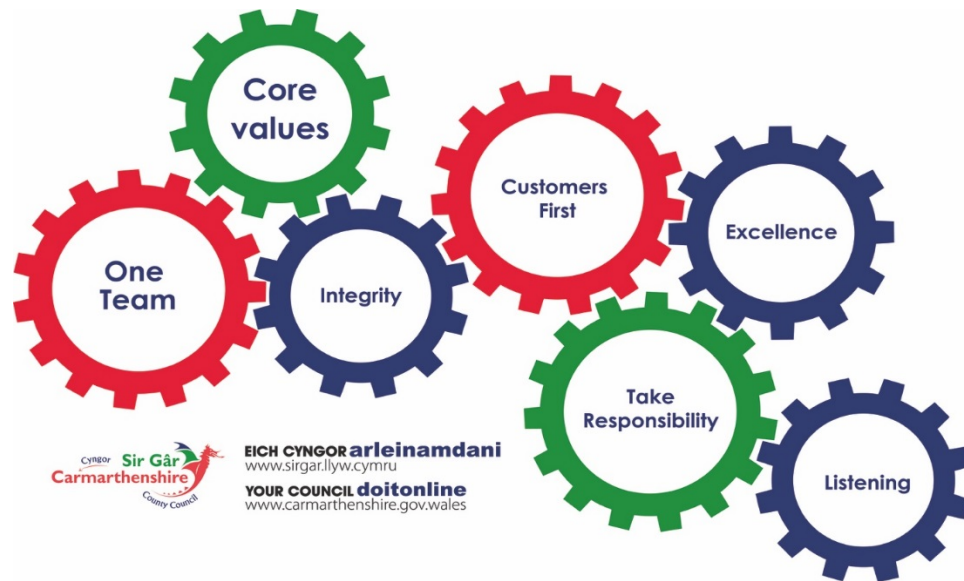 Core
values
One
Team
Integrity
Customers
First
Excellence
Take
Responsibility
Listening
Cyngor Sir Gâr
Carmarthenshire
County Council
EICH CYNGOR arleinamdani
www.sirgar.llyw.cymru
YOUR COUNCIL doitonline
www.carmarthenshire.gov.wales